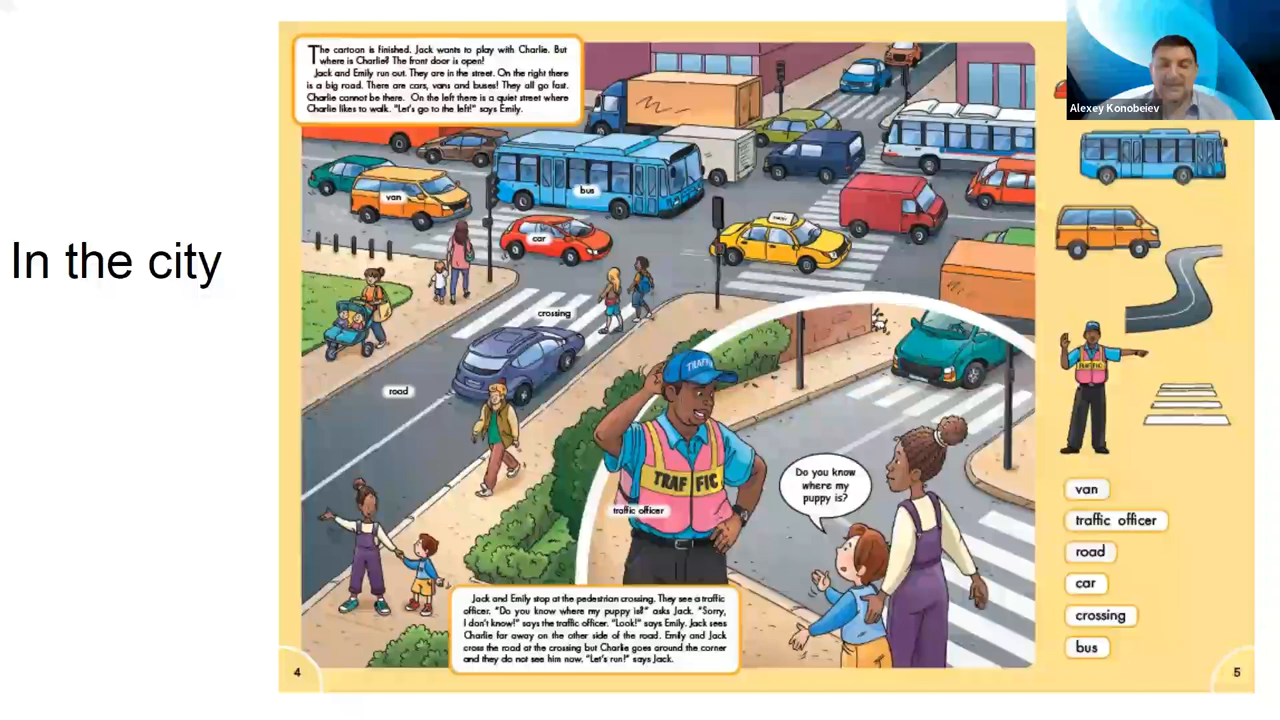 In the city
The cartoon is finished. Jack wants to play with Charlie. But
where is Charlie? The front door is open!
Jack and Emily run out. They are in the street. On the right there
is a big road. There are cars, vans and buses! They all go fast.
Charlie cannot be there. On the left there is a quiet street where
Charlie likes to walk. "Let's go to the left!" says Emily.
van
bus
car
crossing
road
TRAFFIC
TRAFFIC
traffic officer
Do you know
where my
puppy is?
Jack and Emily stop at the pedestrian crossing. They see a traffic
officer. "Do you know where my puppy is?" asks Jack. "Sorry,
I don't know!" says the traffic officer. "Look!" says Emily. Jack sees
Charlie far away on the other side of the road. Emily and Jack
cross the road at the crossing but Charlie goes around the corner
and they do not see him now. "Let's run!" says Jack.
4
Alexey Konobeiev
TRAFFIC
van
traffic officer
road
car
crossing
bus
5